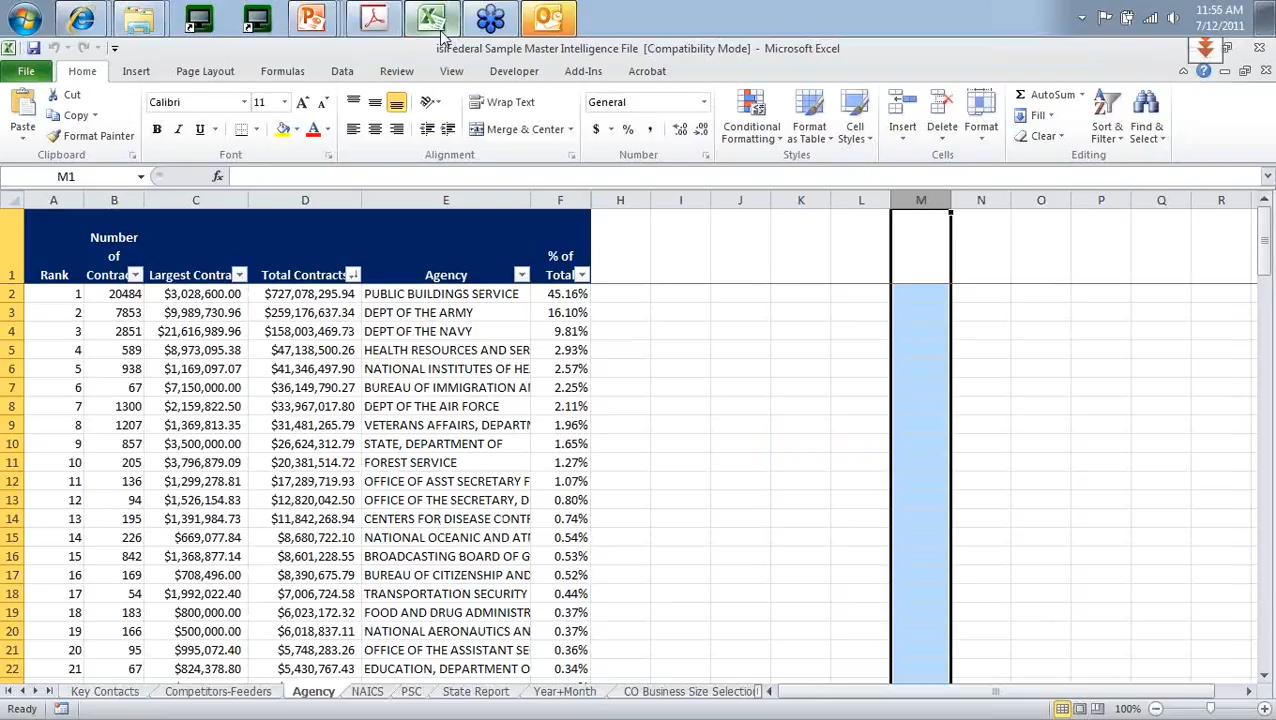 11:55 AM
7/12/2011
isiFederal Sample Master Intelligence File [Compatibility Mode] - Microsoft Excel
File Home Insert Page Layout Formulas Data Review View Developer Add-Ins Acrobat
Cut
Copy
Format Painter
Paste
Calibri 11
Wrap Text
Merge & Center
General
Conditional Formatting
Format as Table
Cell Styles
Insert Delete Format
AutoSum
Fill
Clear
Sort & Filter
Find & Select
Clipboard Font Alignment Number Styles Cells Editing
M1 fx
A B C D E F H I J K L M N O P Q R
1 Rank Number of Contrac Largest Contra Total Contracts Agency % of Total
2 1 20484 $3,028,600.00 $727,078,295.94 PUBLIC BUILDINGS SERVICE 45.16%
3 2 7853 $9,989,730.96 $259,176,637.34 DEPT OF THE ARMY 16.10%
4 3 2851 $21,616,989.96 $158,003,469.73 DEPT OF THE NAVY 9.81%
5 4 589 $8,973,095.38 $47,138,500.26 HEALTH RESOURCES AND SER 2.93%
6 5 938 $1,169,097.07 $41,346,497.90 NATIONAL INSTITUTES OF HE 2.57%
7 6 67 $7,150,000.00 $36,149,790.27 BUREAU OF IMMIGRATION AN 2.25%
8 7 1300 $2,159,822.50 $33,967,017.80 DEPT OF THE AIR FORCE 2.11%
9 8 1207 $1,369,813.35 $31,481,265.79 VETERANS AFFAIRS, DEPARTN 1.96%
10 9 857 $3,500,000.00 $26,624,312.79 STATE, DEPARTMENT OF 1.65%
11 10 205 $3,796,879.09 $20,381,514.72 FOREST SERVICE 1.27%
12 11 136 $1,299,278.81 $17,289,719.93 OFFICE OF ASST SECRETARY F 1.07%
13 12 94 $1,526,154.83 $12,820,042.50 OFFICE OF THE SECRETARY, D 0.80%
14 13 195 $1,391,984.73 $11,842,268.94 CENTERS FOR DISEASE CONTR 0.74%
15 14 226 $669,077.84 $8,680,722.10 NATIONAL OCEANIC AND ATM 0.54%
16 15 842 $1,368,877.14 $8,601,228.55 BROADCASTING BOARD OF G 0.53%
17 16 169 $708,496.00 $8,390,675.79 BUREAU OF CITIZENSHIP AND 0.52%
18 17 54 $1,992,022.40 $7,006,724.58 TRANSPORTATION SECURITY 0.44%
19 18 183 $800,000.00 $6,023,172.32 FOOD AND DRUG ADMINISTR 0.37%
20 19 166 $500,000.00 $6,018,837.11 NATIONAL AERONAUTICS AN 0.37%
21 20 95 $995,072.40 $5,748,283.26 OFFICE OF THE ASSISTANT SE 0.36%
22 21 67 $824,378.80 $5,430,767.43 EDUCATION, DEPARTMENT O 0.34%
Key Contacts Competitors-Feeders Agency NAICS PSC State Report Year+Month CO Business Size Selection
Ready 100%